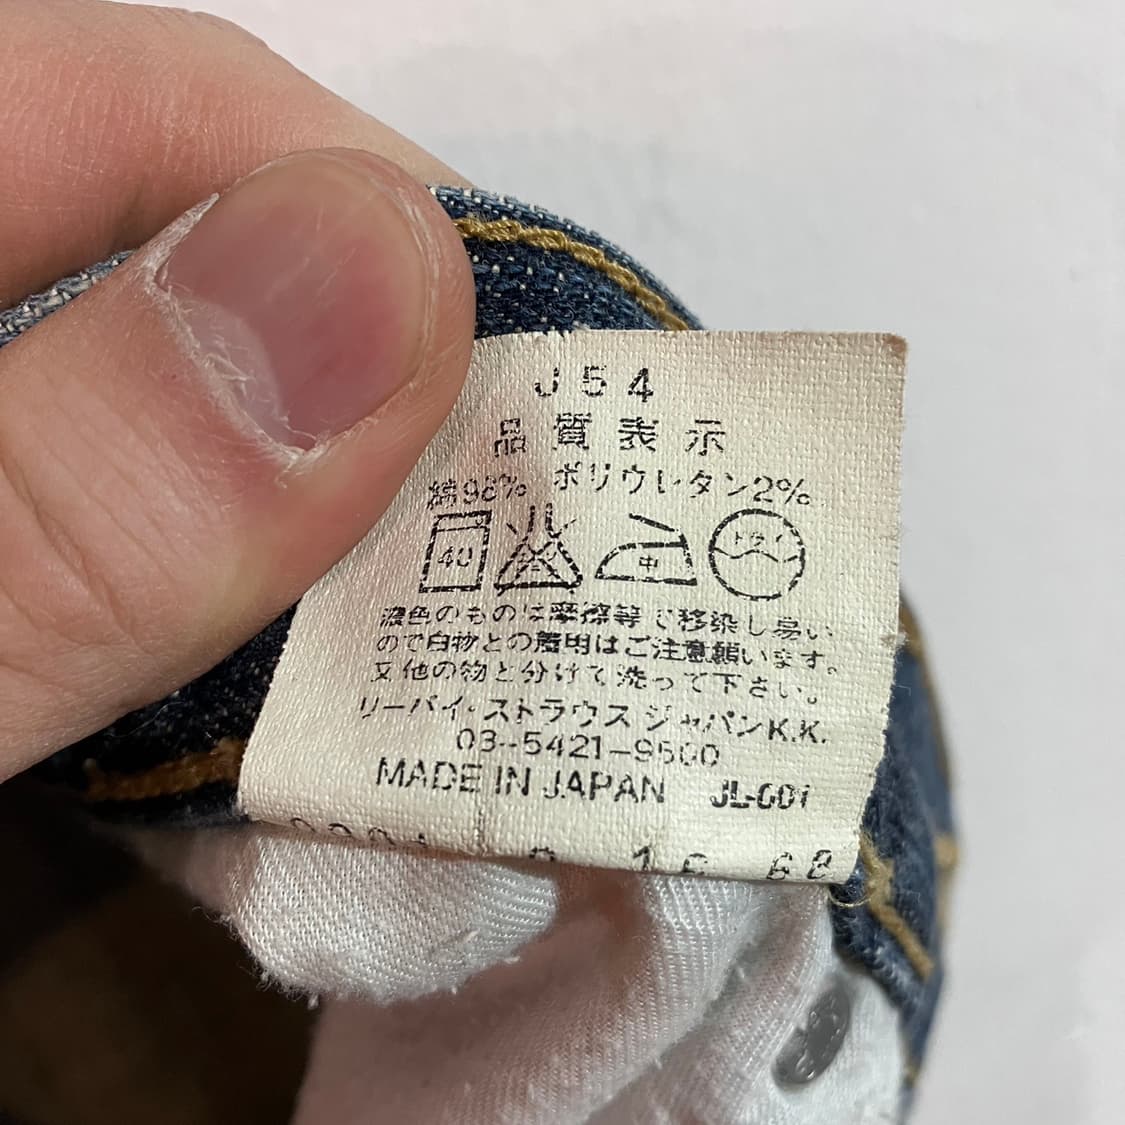 J54
品質表示
綿98% ポリウレタン2%
40 中 ドライ
濃色のものは摩擦等で移染し易い
ので白物との着用はご注意願います。
又他の物と分けて洗って下さい。
リーバイ・ストラウス ジャパンK.K.
03-5421-9500
MADE IN JAPAN JL-001